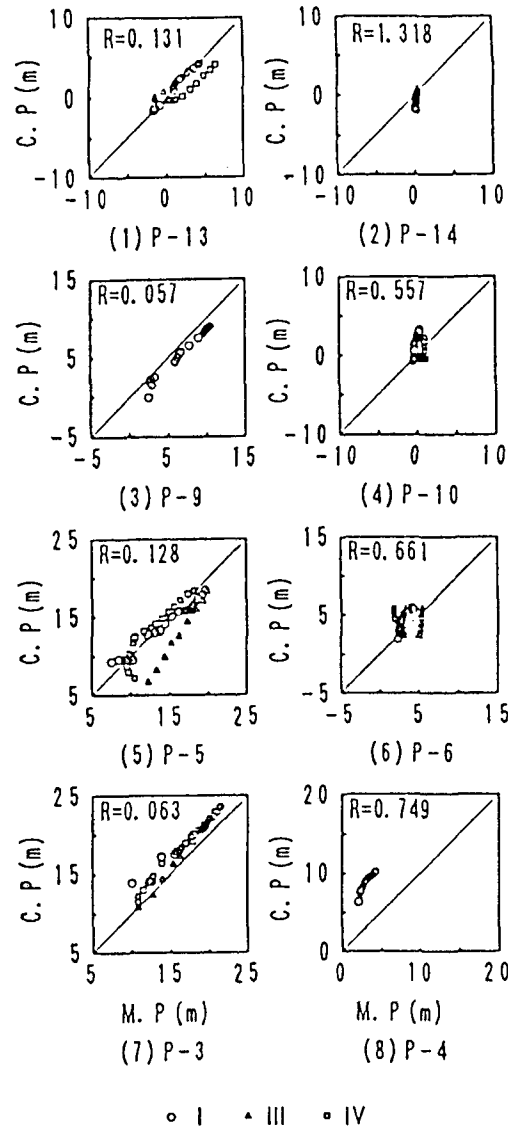 10
R=0.131
C. P (m)
0
-10
-10 0 10
(1) P-13
10
R=1.318
C. P (m)
0
-10
-10 0 10
(2) P-14
15
R=0.057
C. P (m)
5
-5
-5 5 15
(3) P-9
10
R=0.557
C. P (m)
0
-10
-10 0 10
(4) P-10
25
R=0.128
C. P (m)
15
5
5 15 25
(5) P-5
15
R=0.661
C. P (m)
5
-5
-5 5 15
(6) P-6
25
R=0.063
C. P (m)
15
5
5 15 25
M. P (m)
(7) P-3
20
R=0.749
C. P (m)
10
0
0 10 20
M. P (m)
(8) P-4
○ I ▲ III □ IV